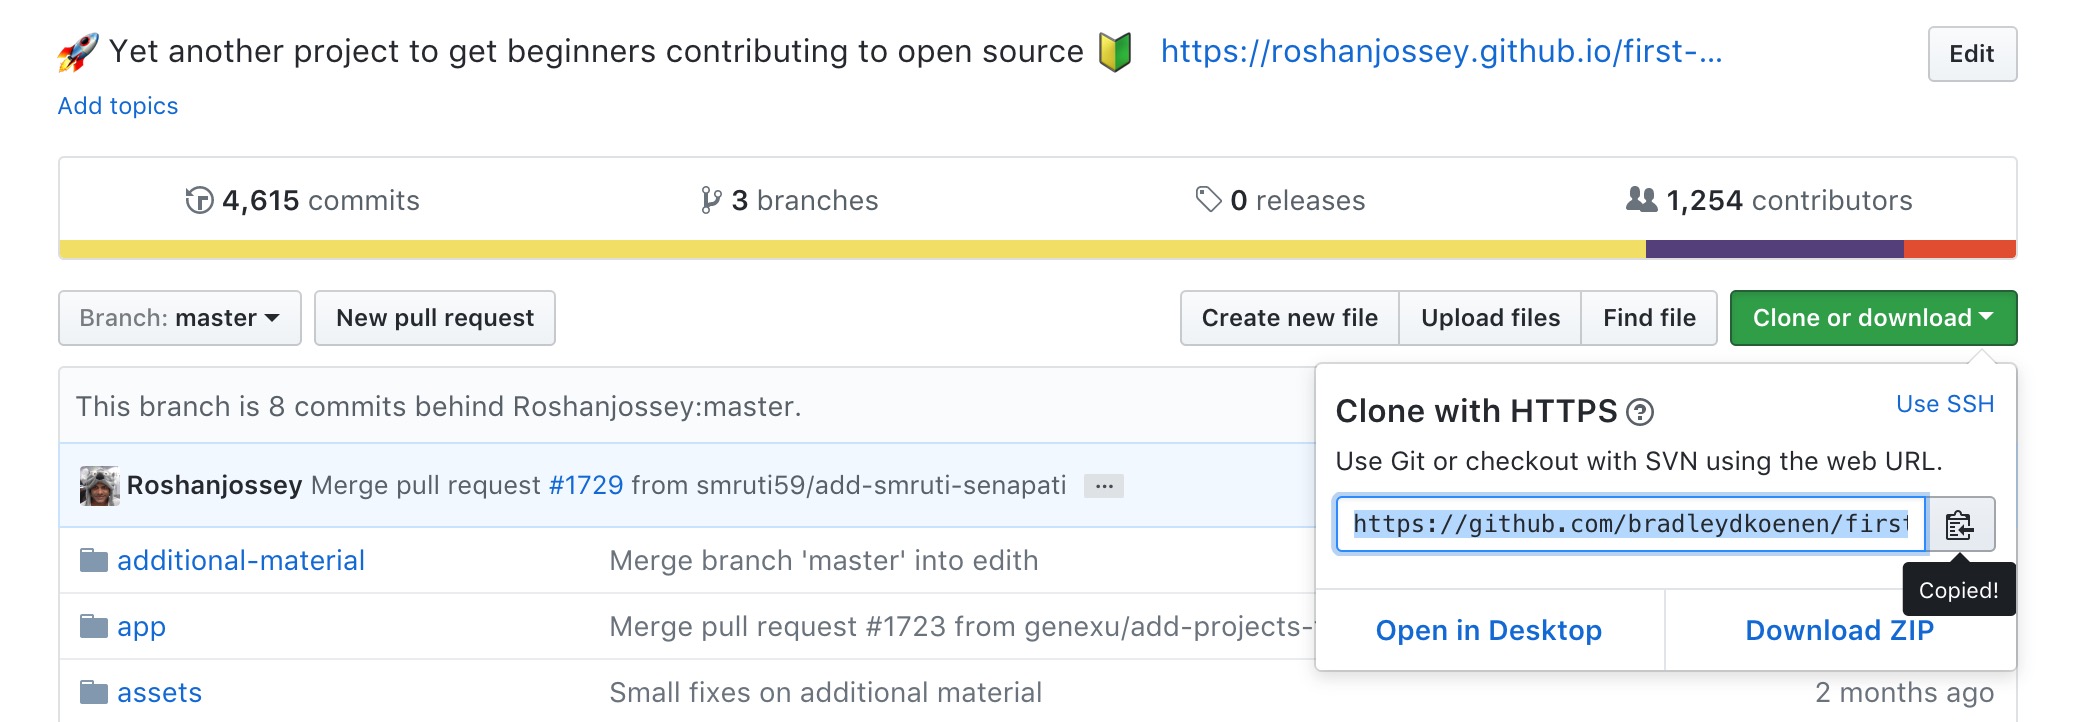 🚀 Yet another project to get beginners contributing to open source 🔰 https://roshanjossey.github.io/first-... Edit
Add topics
4,615 commits 3 branches 0 releases 1,254 contributors
Branch: master New pull request Create new file Upload files Find file Clone or download
This branch is 8 commits behind Roshanjossey:master.
Clone with HTTPS ? Use SSH
Use Git or checkout with SVN using the web URL.
https://github.com/bradleydkoenen/first
Copied!
Open in Desktop Download ZIP
Roshanjossey Merge pull request #1729 from smruti59/add-smruti-senapati ...
additional-material Merge branch 'master' into edith
app Merge pull request #1723 from genexu/add-projects-
assets Small fixes on additional material 2 months ago